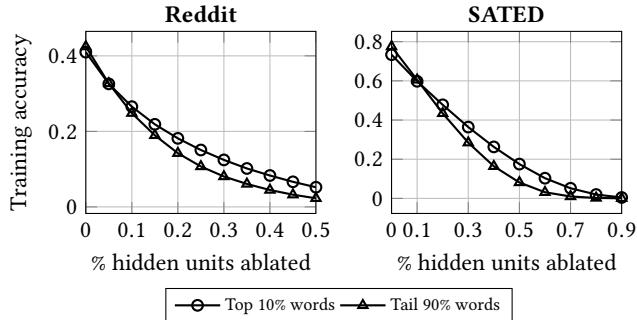 Reddit
SATED
Training accuracy
0.4
0.2
0
0 0.1 0.2 0.3 0.4 0.5
% hidden units ablated
0.8
0.6
0.4
0.2
0
0 0.1 0.3 0.5 0.7 0.9
% hidden units ablated
Top 10% words Tail 90% words